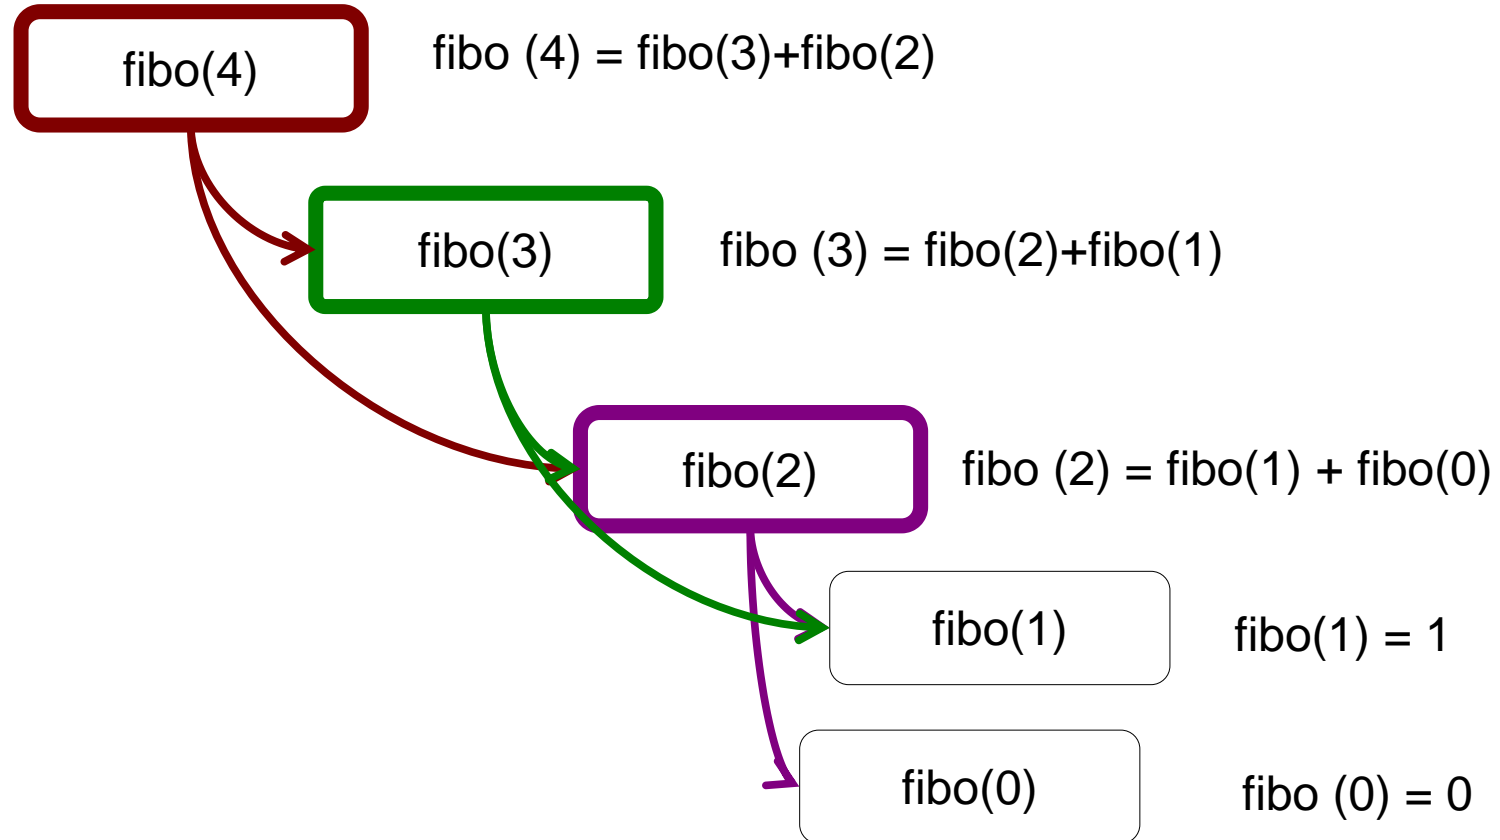 fibo(4)
fibo (4) = fibo(3)+fibo(2)
fibo(3)
fibo (3) = fibo(2)+fibo(1)
fibo(2)
fibo (2) = fibo(1) + fibo(0)
fibo(1)
fibo(1) = 1
fibo(0)
fibo (0) = 0